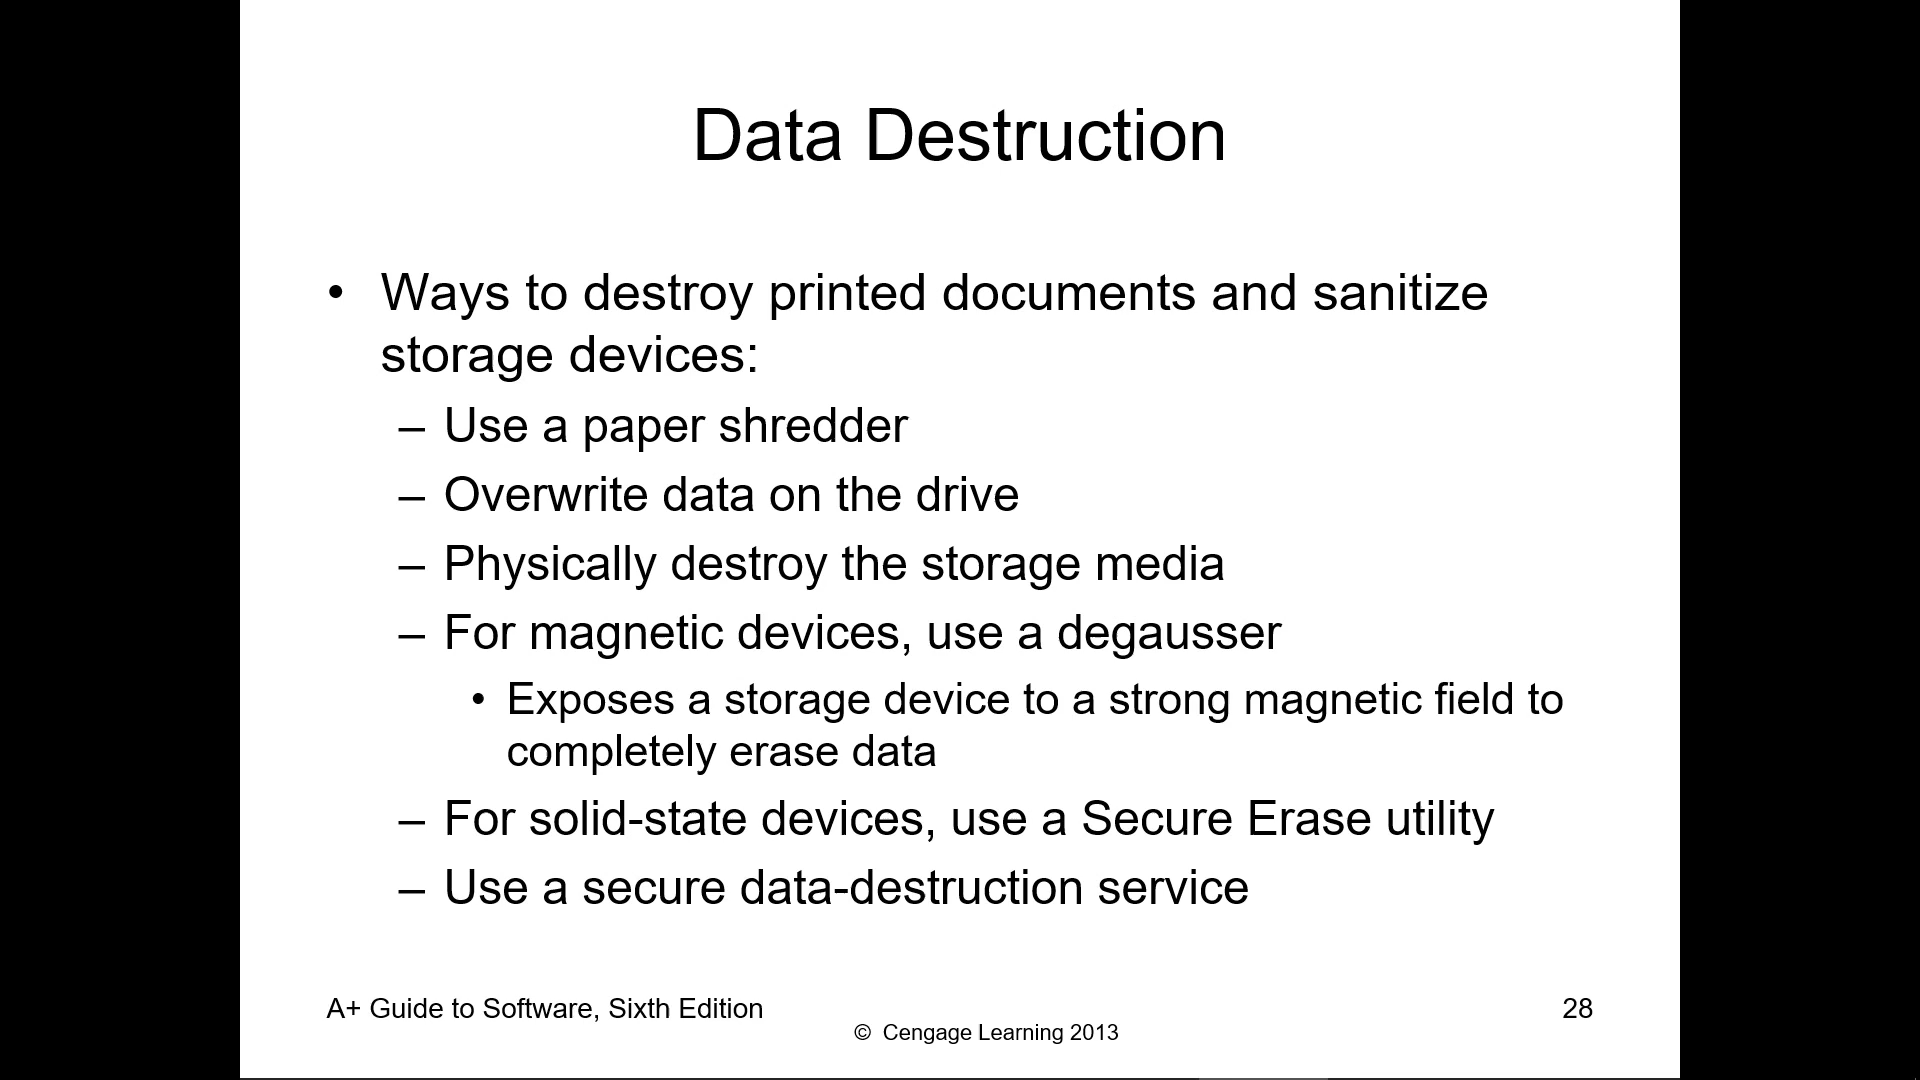 Data Destruction
• Ways to destroy printed documents and sanitize
storage devices:
– Use a paper shredder
– Overwrite data on the drive
– Physically destroy the storage media
– For magnetic devices, use a degausser
• Exposes a storage device to a strong magnetic field to
completely erase data
– For solid-state devices, use a Secure Erase utility
– Use a secure data-destruction service
A+ Guide to Software, Sixth Edition
© Cengage Learning 2013
28